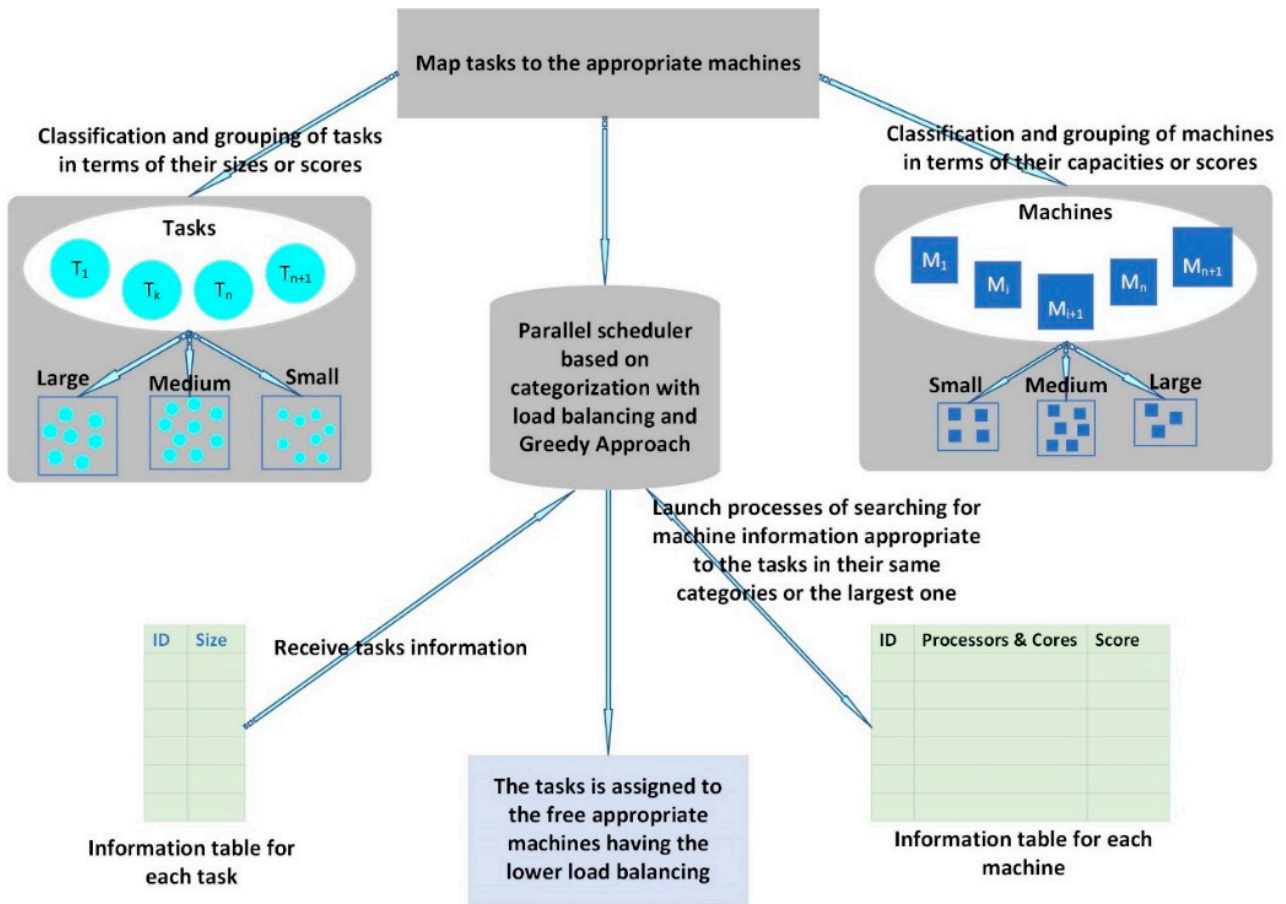 Map tasks to the appropriate machines
Classification and grouping of tasks
in terms of their sizes or scores
Classification and grouping of machines
in terms of their capacities or scores
Tasks
T1
Tk
Tn
Tn+1
Large
Medium
Small
Machines
M1
Mi
Mi+1
Mn
Mn+1
Small
Medium
Large
Parallel scheduler
based on
categorization with
load balancing and
Greedy Approach
Launch processes of searching for
machine information appropriate
to the tasks in their same
categories or the largest one
Receive tasks information
ID Size
Information table for
each task
The tasks is assigned to
the free appropriate
machines having the
lower load balancing
ID Processors & Cores Score
Information table for each
machine